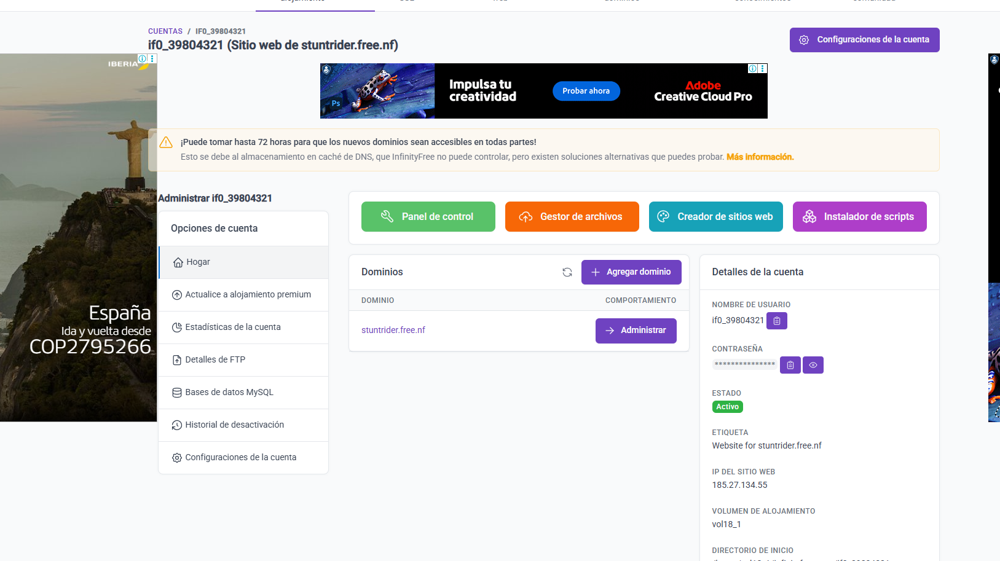 CUENTAS / IF0_39804321
if0_39804321 (Sitio web de stuntrider.free.nf)
Configuraciones de la cuenta
IBERIA
España
Ida y vuelta desde
COP2795266
Ps
Impulsa tu
creatividad
Probar ahora
Adobe
Creative Cloud Pro
¡Puede tomar hasta 72 horas para que los nuevos dominios sean accesibles en todas partes!
Esto se debe al almacenamiento en caché de DNS, que InfinityFree no puede controlar, pero existen soluciones alternativas que puedes probar. Más información.
Administrar if0_39804321
Opciones de cuenta
Hogar
Actualice a alojamiento premium
Estadísticas de la cuenta
Detalles de FTP
Bases de datos MySQL
Historial de desactivación
Configuraciones de la cuenta
Panel de control
Gestor de archivos
Creador de sitios web
Instalador de scripts
Dominios
Agregar dominio
DOMINIO COMPORTAMIENTO
stuntrider.free.nf
Administrar
Detalles de la cuenta
NOMBRE DE USUARIO
if0_39804321
CONTRASEÑA
***************
ESTADO
Activo
ETIQUETA
Website for stuntrider.free.nf
IP DEL SITIO WEB
185.27.134.55
VOLUMEN DE ALOJAMIENTO
vol18_1
DIRECTORIO DE INICIO